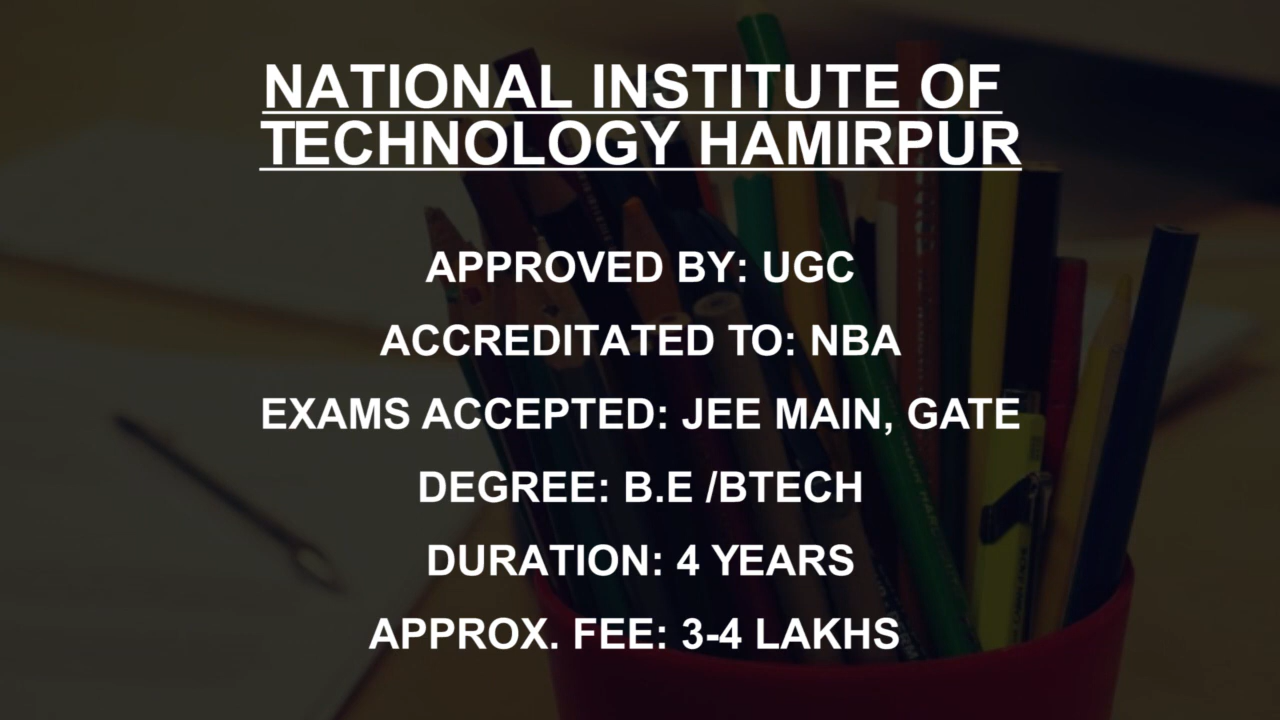 NATIONAL INSTITUTE OF
TECHNOLOGY HAMIRPUR
APPROVED BY: UGC
ACCREDITATED TO: NBA
EXAMS ACCEPTED: JEE MAIN, GATE
DEGREE: B.E /BTECH
DURATION: 4 YEARS
APPROX. FEE: 3-4 LAKHS